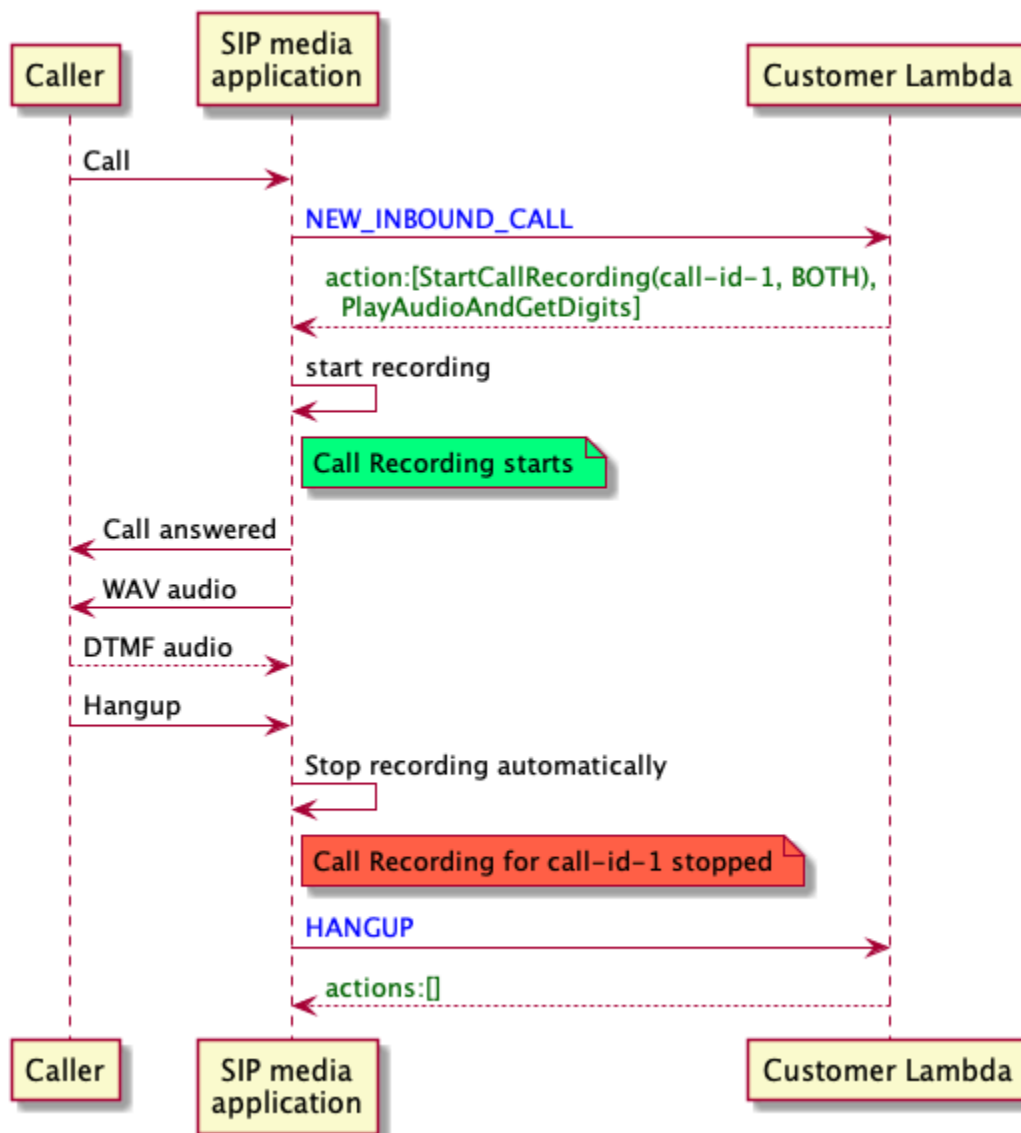 Caller
SIP media
application
Customer Lambda
Call
NEW_INBOUND_CALL
action:[StartCallRecording(call-id-1, BOTH),
PlayAudioAndGetDigits]
start recording
Call Recording starts
Call answered
WAV audio
DTMF audio
Hangup
Stop recording automatically
Call Recording for call-id-1 stopped
HANGUP
actions:[]
Caller
SIP media
application
Customer Lambda